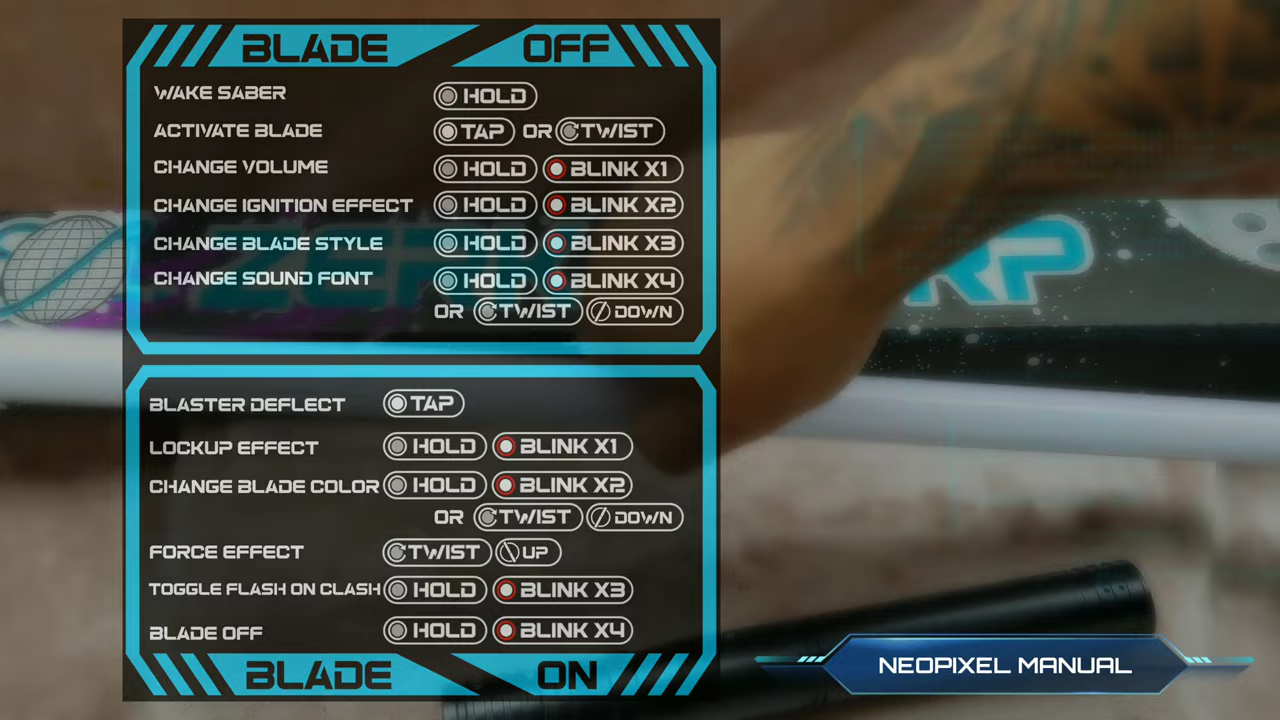 BLADE OFF
WAKE SABER HOLD
ACTIVATE BLADE TAP OR TWIST
CHANGE VOLUME HOLD BLINK X1
CHANGE IGNITION EFFECT HOLD BLINK X2
CHANGE BLADE STYLE HOLD BLINK X3
CHANGE SOUND FONT HOLD BLINK X4
OR TWIST DOWN
BLASTER DEFLECT TAP
LOCKUP EFFECT HOLD BLINK X1
CHANGE BLADE COLOR HOLD BLINK X2
OR TWIST DOWN
FORCE EFFECT TWIST UP
TOGGLE FLASH ON CLASH HOLD BLINK X3
BLADE OFF HOLD BLINK X4
BLADE ON
NEOPIXEL MANUAL